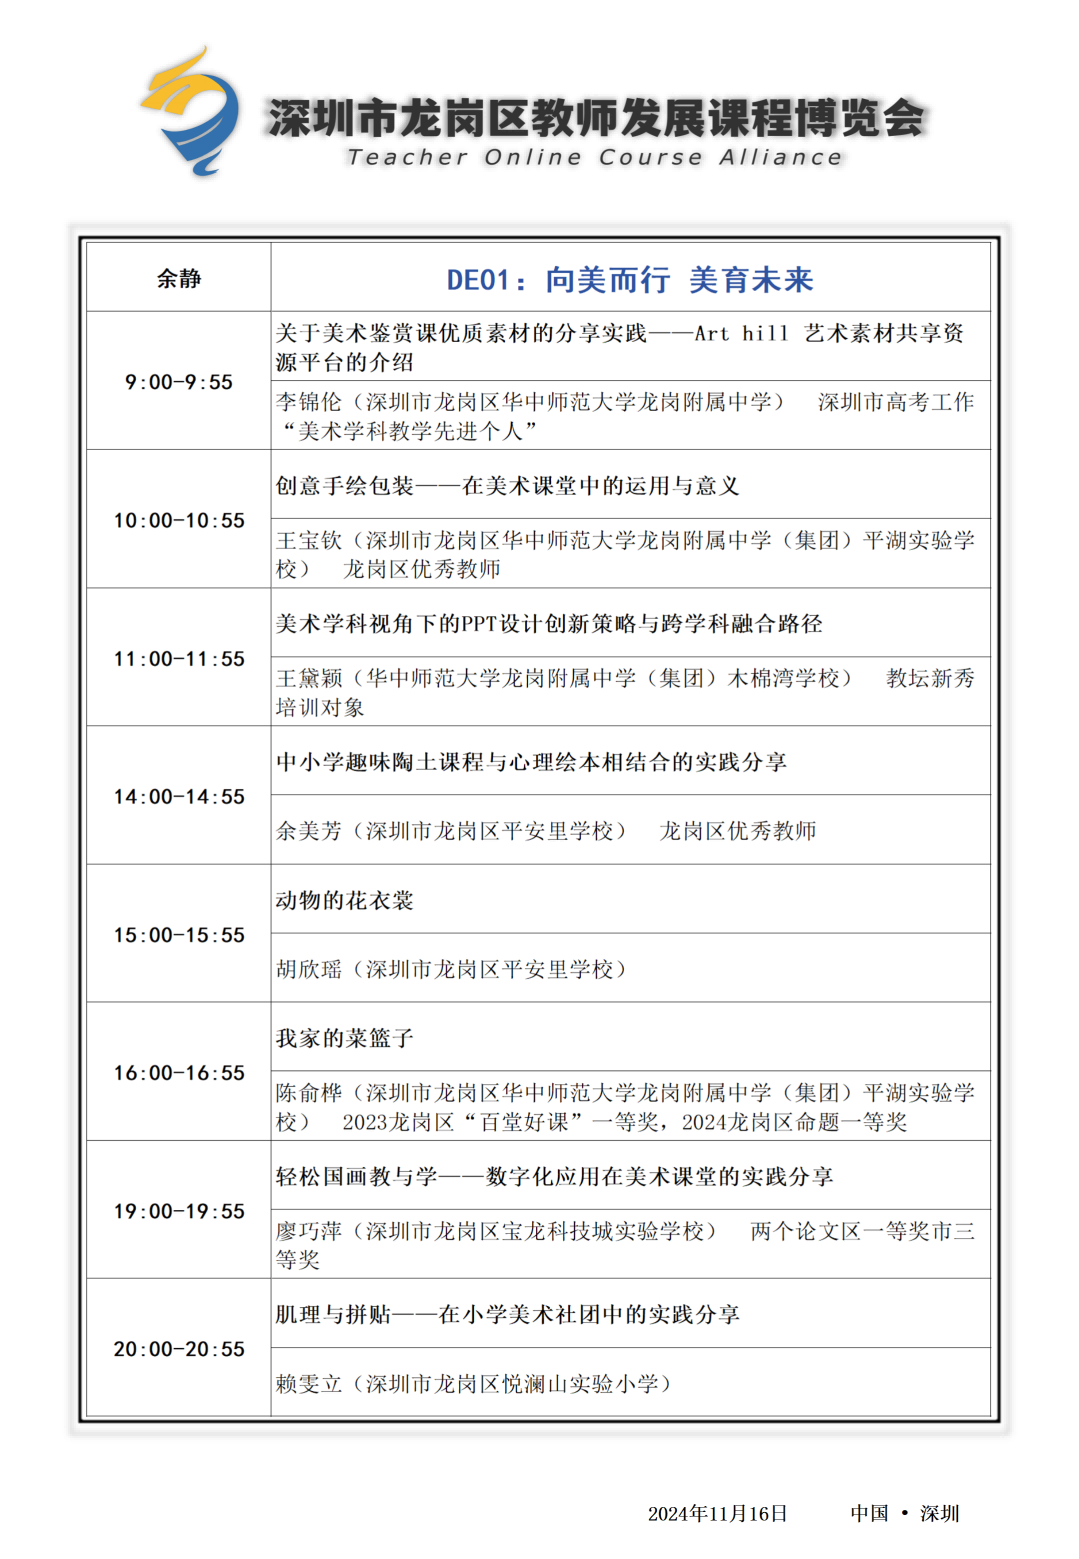 深圳市龙岗区教师发展课程博览会
Teacher Online Course Alliance
余静
DE01：向美而行 美育未来
9:00-9:55
关于美术鉴赏课优质素材的分享实践——Art hill 艺术素材共享资
源平台的介绍
李锦伦（深圳市龙岗区华中师范大学龙岗附属中学） 深圳市高考工作
“美术学科教学先进个人”
10:00-10:55
创意手绘包装——在美术课堂中的运用与意义
王宝钦（深圳市龙岗区华中师范大学龙岗附属中学（集团）平湖实验学
校） 龙岗区优秀教师
11:00-11:55
美术学科视角下的PPT设计创新策略与跨学科融合路径
王黛颖（华中师范大学龙岗附属中学（集团）木棉湾学校） 教坛新秀
培训对象
14:00-14:55
中小学趣味陶土课程与心理绘本相结合的实践分享
余美芳（深圳市龙岗区平安里学校） 龙岗区优秀教师
15:00-15:55
动物的花衣裳
胡欣瑶（深圳市龙岗区平安里学校）
16:00-16:55
我家的菜篮子
陈俞桦（深圳市龙岗区华中师范大学龙岗附属中学（集团）平湖实验学
校） 2023龙岗区“百堂好课”一等奖，2024龙岗区命题一等奖
19:00-19:55
轻松国画教与学——数字化应用在美术课堂的实践分享
廖巧萍（深圳市龙岗区宝龙科技城实验学校） 两个论文区一等奖市三
等奖
20:00-20:55
肌理与拼贴——在小学美术社团中的实践分享
赖雯立（深圳市龙岗区悦澜山实验小学）
2024年11月16日 中国 • 深圳